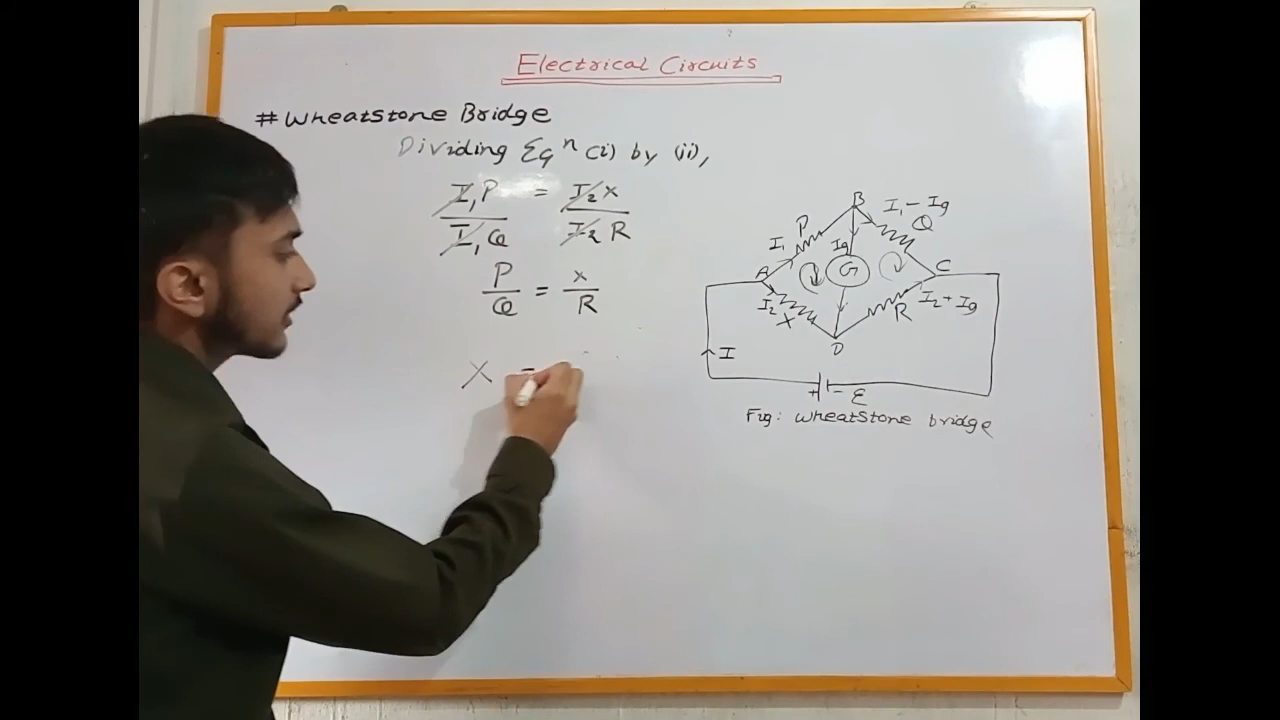 Electrical Circuits
# Wheatstone Bridge
Dividing Eqⁿ (i) by (ii),
I₁P / I₁Q = I₂X / I₂R
P / Q = X / R
X =
B
I₁ - Ig
P
Q
I₁
Ig
A
G
C
I₂
X
R
I₂ + Ig
D
I
+ - E
Fig: Wheatstone bridge